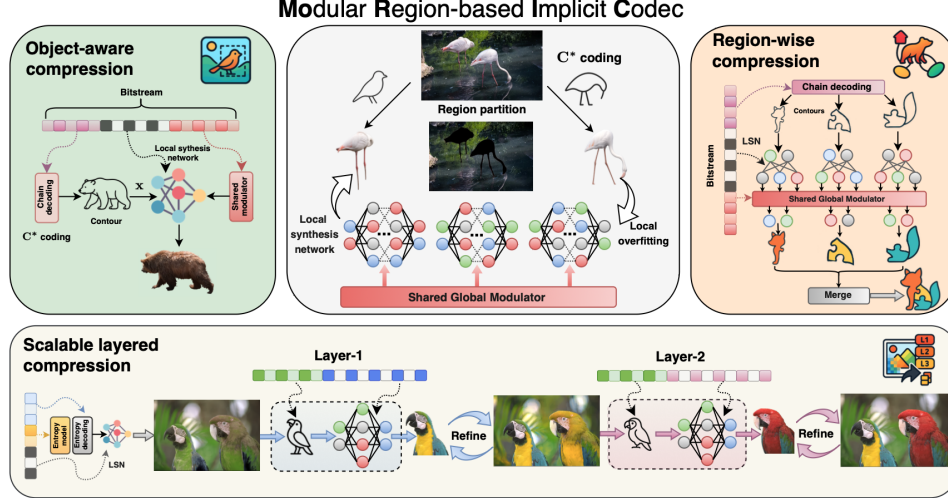 Modular Region-based Implicit Codec
Object-aware
compression
Bitstream
Local sythesis
network
Chain
decoding
X
Contour
Shared
modulator
C* coding
C* coding
Region partition
Local
synthesis
network
Local
overfitting
Shared Global Modulator
Region-wise
compression
Chain decoding
Contours
LSN
Bitstream
Shared Global Modulator
Merge
Scalable layered
compression
L1
L2
L3
Layer-1
Layer-2
Entropy
model
Entropy
decoding
LSN
Refine
Refine